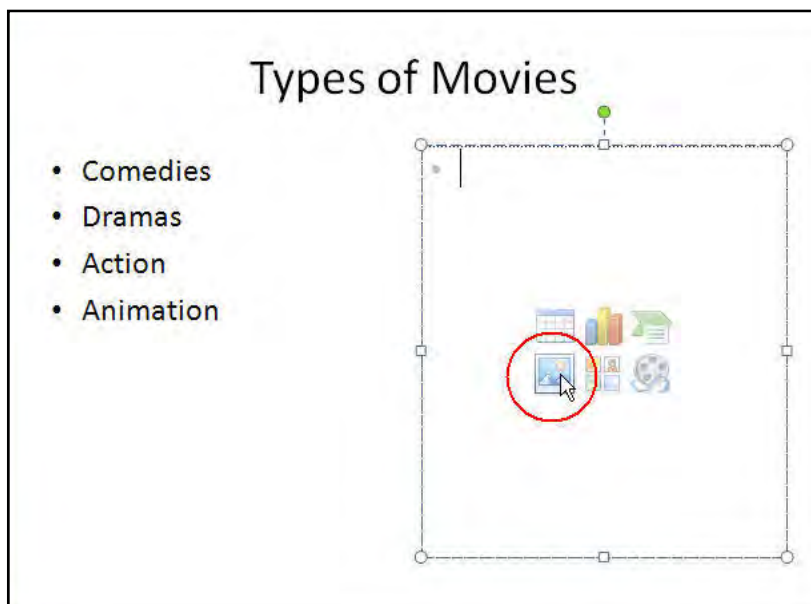 Types of Movies
• Comedies
• Dramas
• Action
• Animation